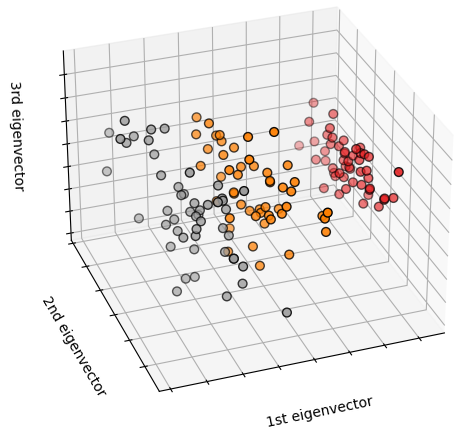 3rd eigenvector
2nd eigenvector
1st eigenvector